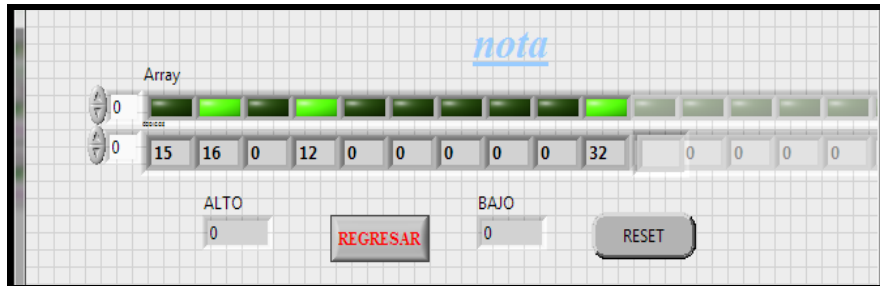 nota
Array
0
0 15 16 0 12 0 0 0 0 0 32 0 0 0 0
ALTO BAJO
0 REGRESAR 0 RESET